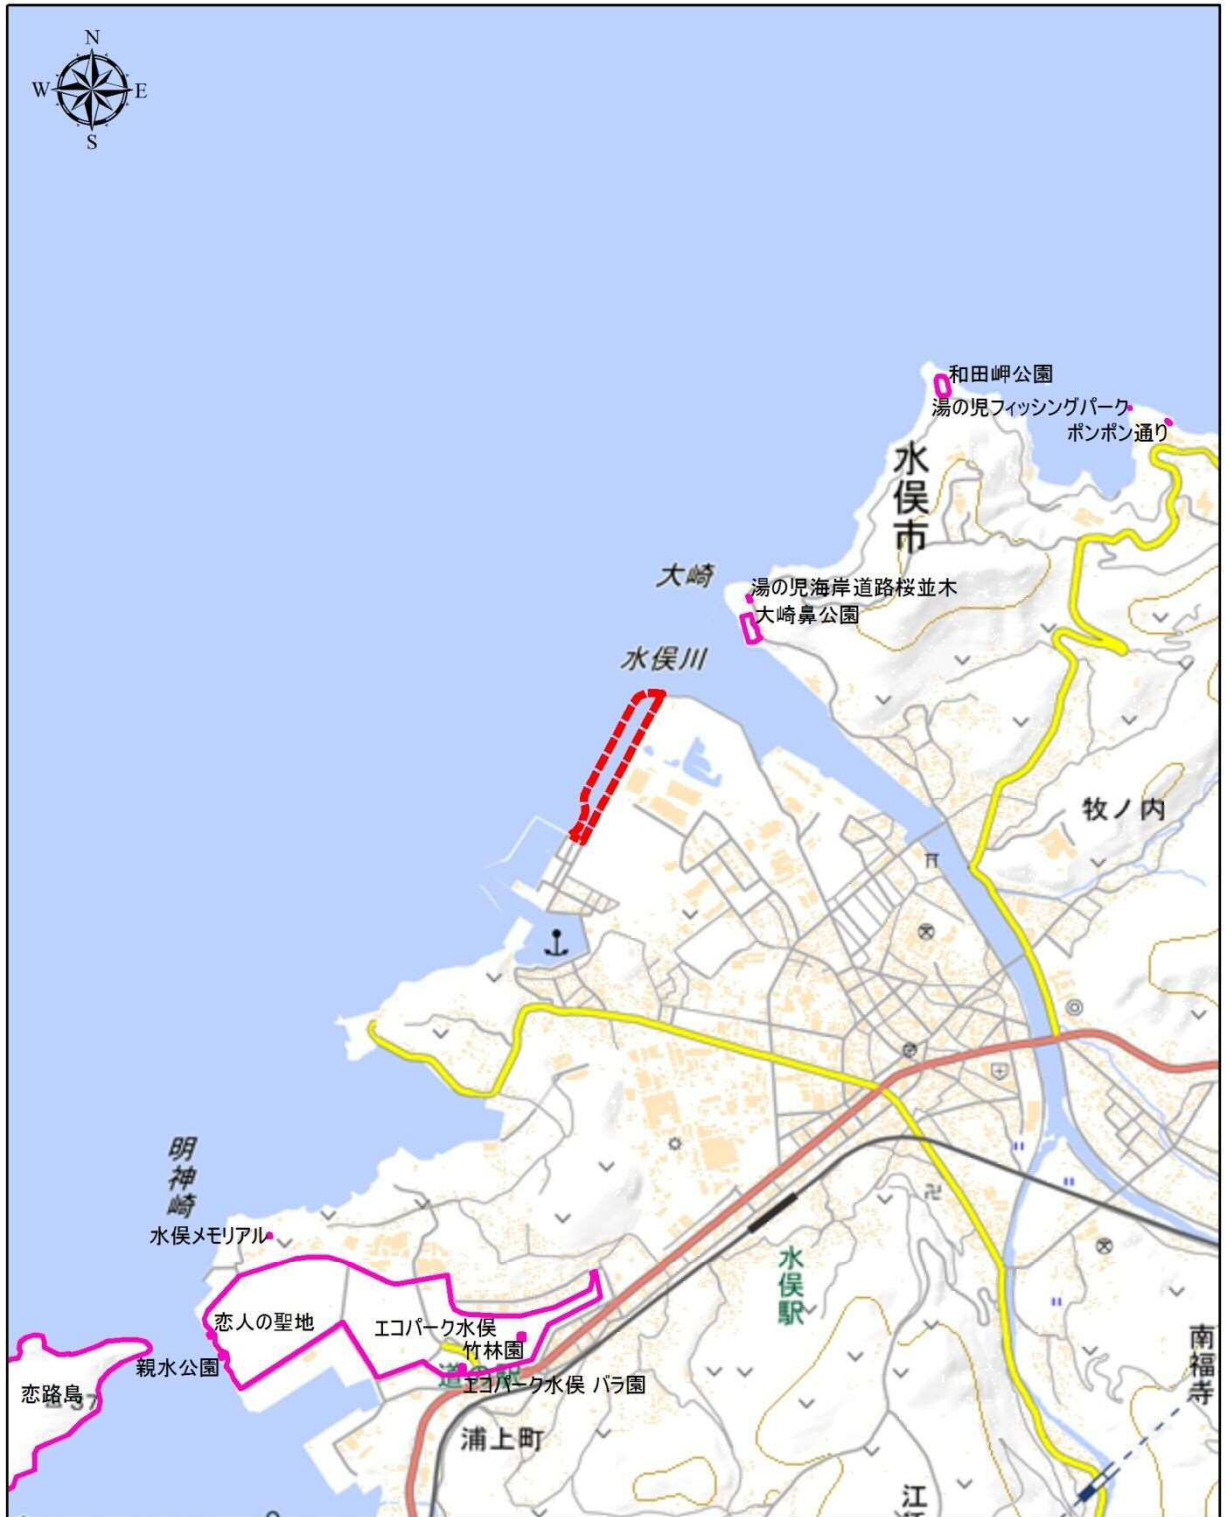 N
W E
S
和田岬公園
湯の児フィッシングパーク
ポンポン通り
水俣市
大崎
湯の児海岸道路桜並木
大崎鼻公園
水俣川
牧ノ内
明神崎
水俣メモリアル
水俣駅
恋人の聖地
エコパーク水俣
竹林園
親水公園
道の駅
エコパーク水俣 バラ園
恋路島
37
南福寺
浦上町